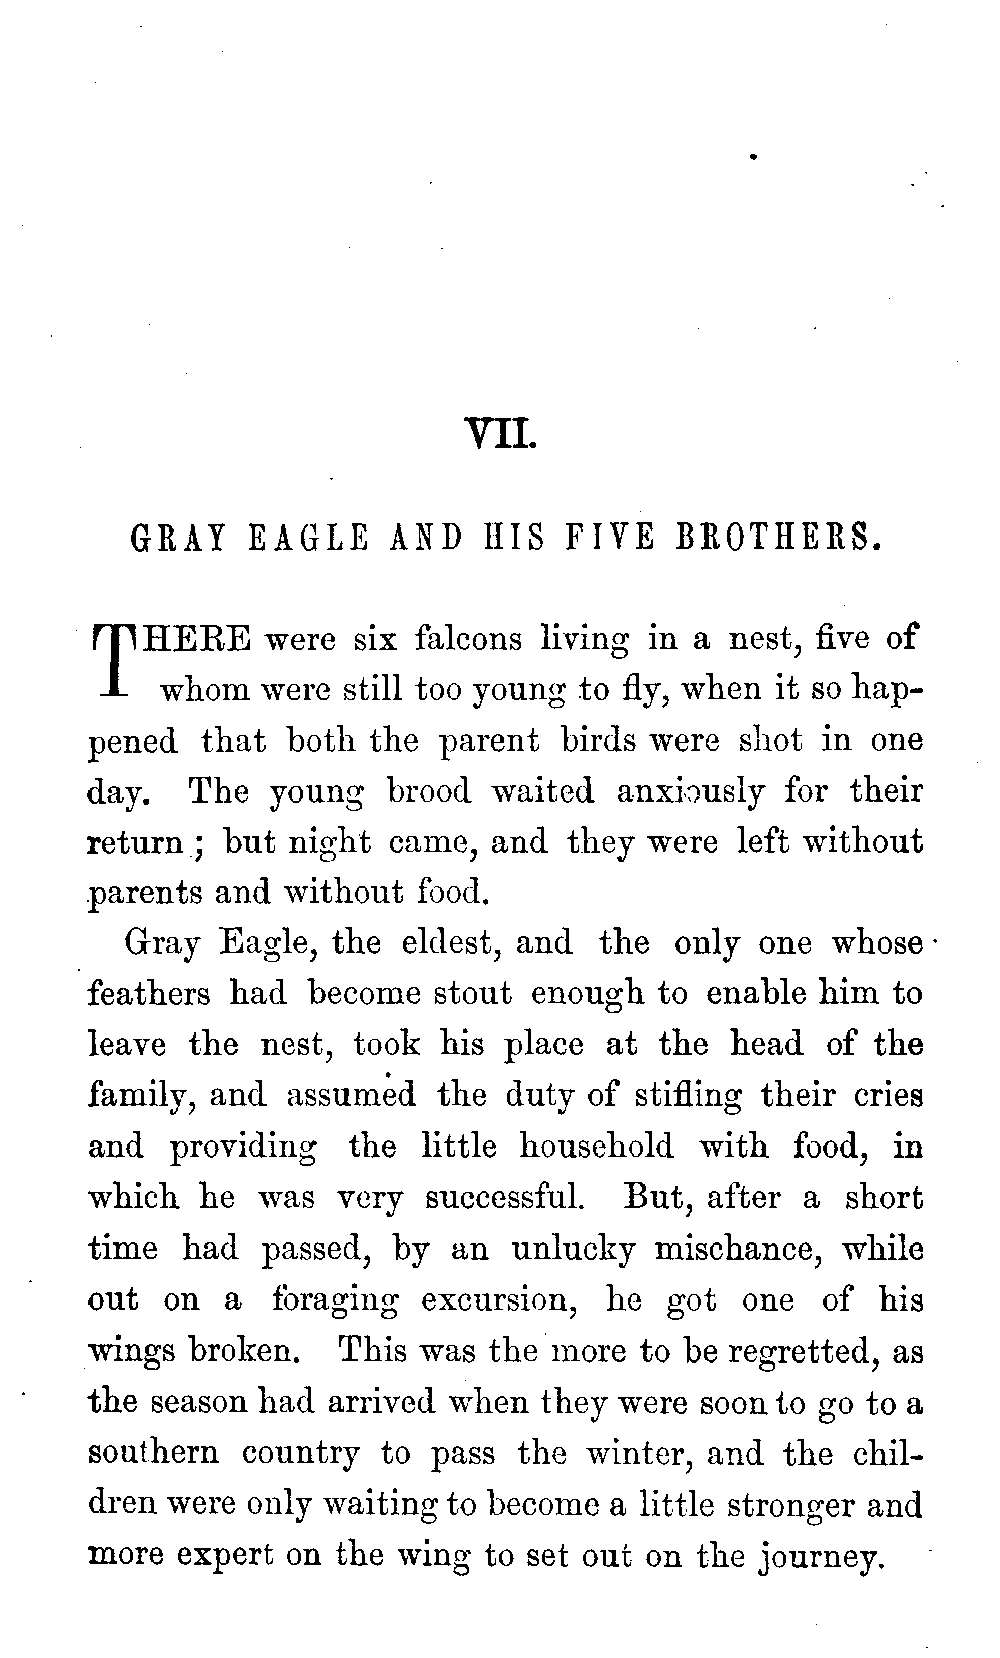 VII.
GRAY EAGLE AND HIS FIVE BROTHERS.
THERE were six falcons living in a nest, five of
whom were still too young to fly, when it so hap-
pened that both the parent birds were shot in one
day. The young brood waited anxiously for their
return; but night came, and they were left without
parents and without food.
Gray Eagle, the eldest, and the only one whose
feathers had become stout enough to enable him to
leave the nest, took his place at the head of the
family, and assumed the duty of stifling their cries
and providing the little household with food, in
which he was very successful. But, after a short
time had passed, by an unlucky mischance, while
out on a foraging excursion, he got one of his
wings broken. This was the more to be regretted, as
the season had arrived when they were soon to go to a
southern country to pass the winter, and the chil-
dren were only waiting to become a little stronger and
more expert on the wing to set out on the journey.